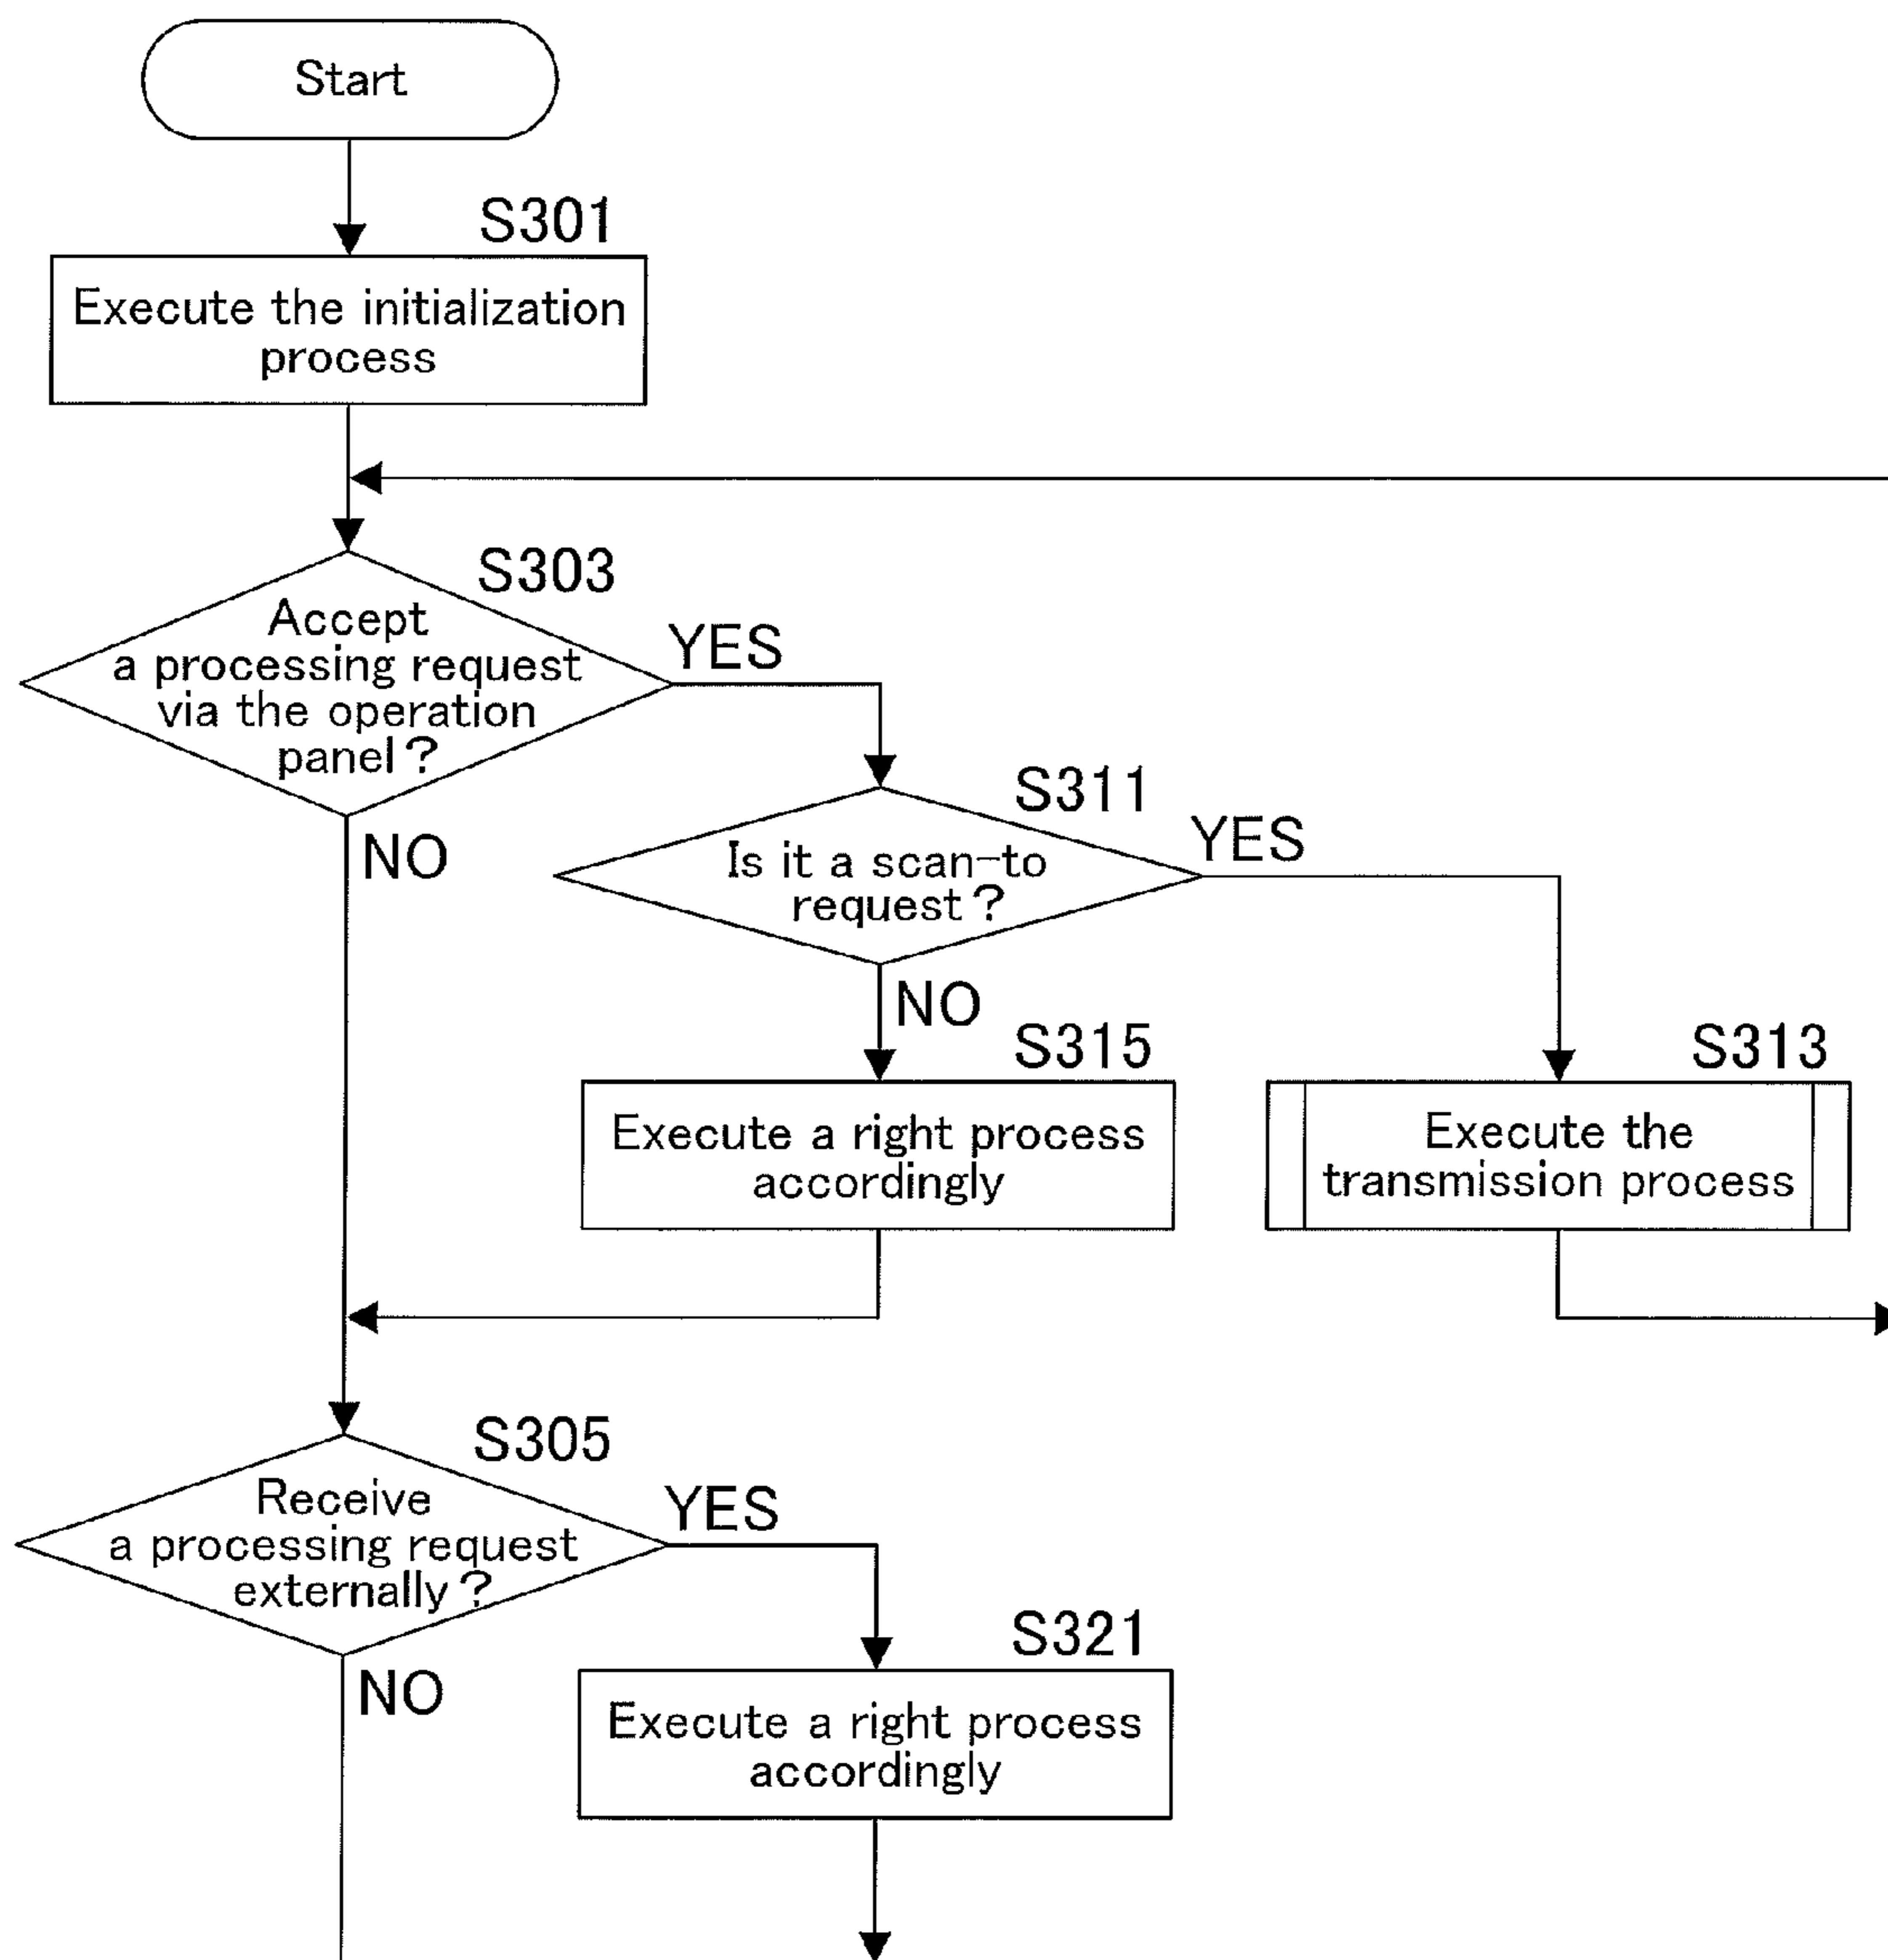 Start
S301
Execute the initialization
process
S303
Accept
a processing request
via the operation
panel?
YES
NO
S311
Is it a scan-to
request?
YES
NO
S315
Execute a right process
accordingly
S313
Execute the
transmission process
S305
Receive
a processing request
externally?
YES
NO
S321
Execute a right process
accordingly